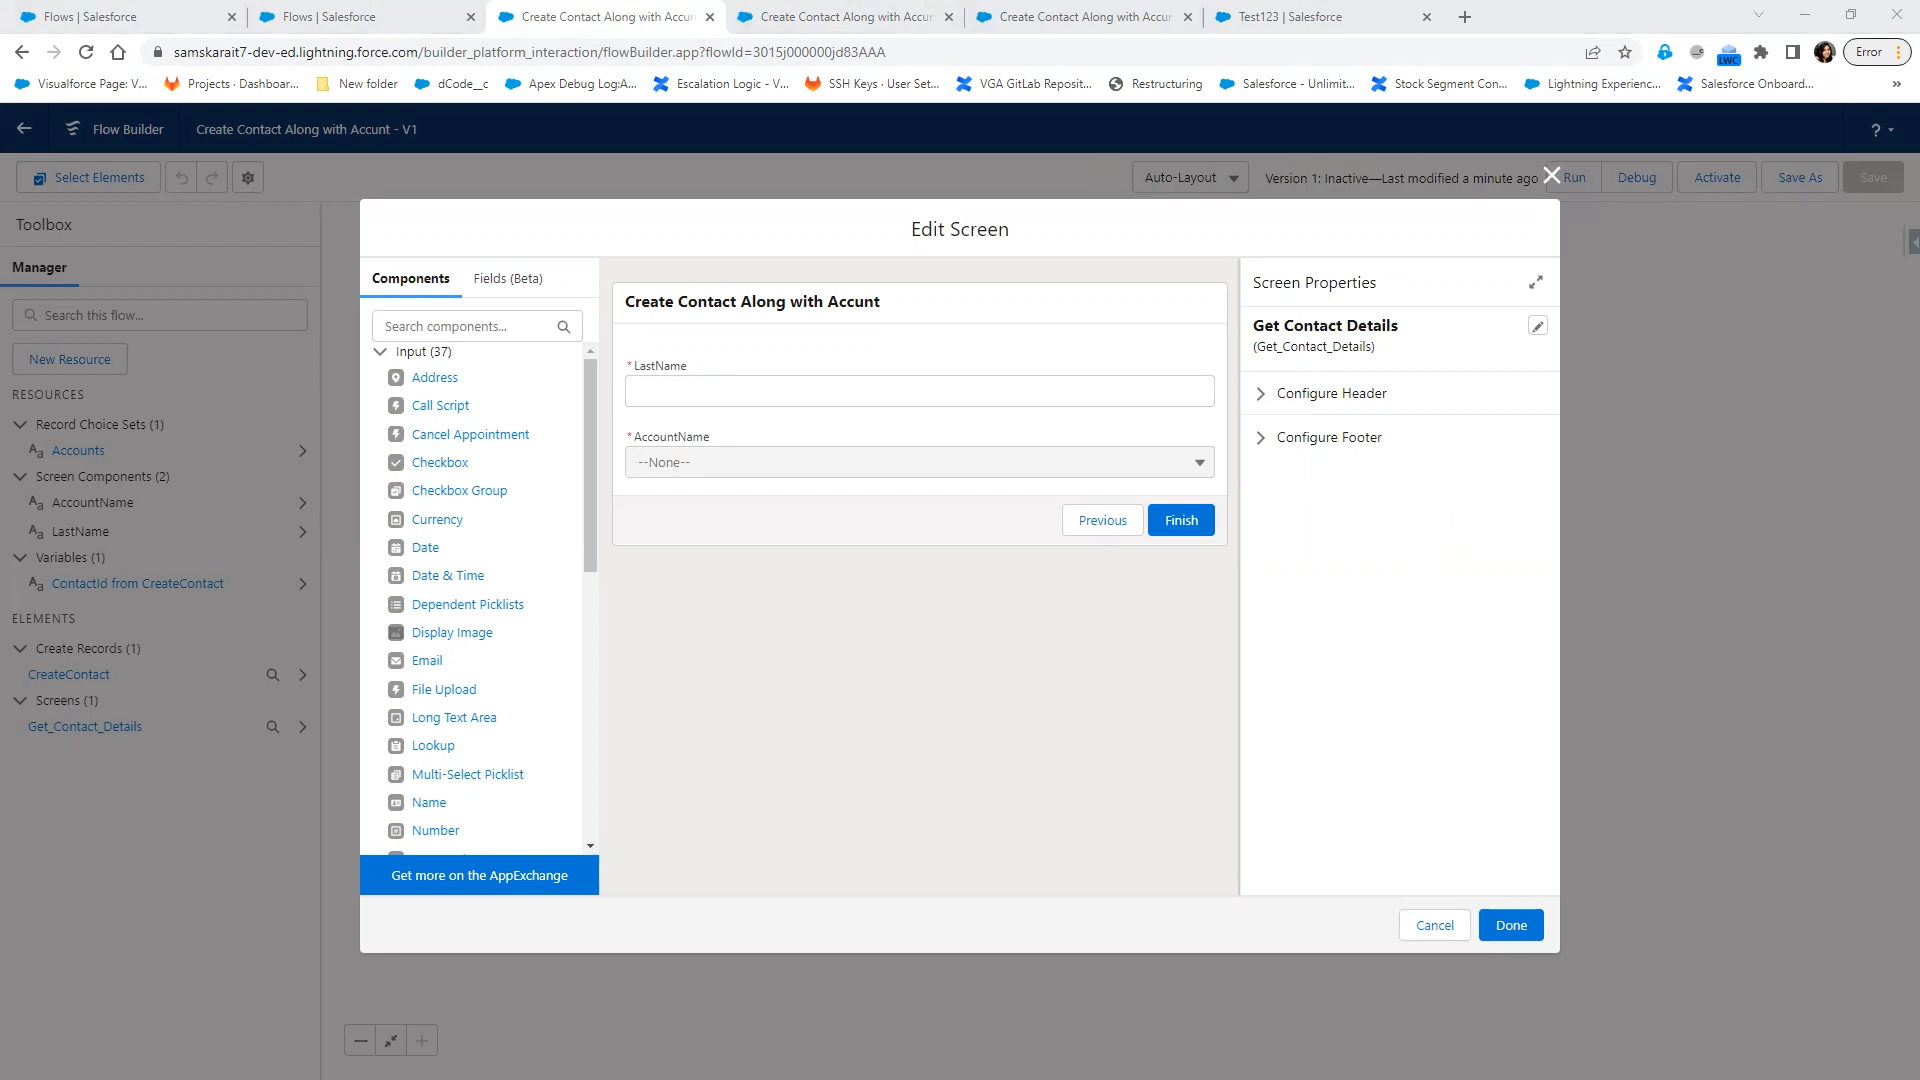 Flows | Salesforce
Flows | Salesforce
Create Contact Along with Accun
Create Contact Along with Accur
Create Contact Along with Accur
Test123 | Salesforce
samskarait7-dev-ed.lightning.force.com/builder_platform_interaction/flowBuilder.app?flowId=3015j000000jd83AAA
LWC
Error
Visualforce Page: V...
Projects · Dashboar...
New folder
dCode__c
Apex Debug Log:A...
Escalation Logic - V...
SSH Keys · User Set...
VGA GitLab Reposit...
Restructuring
Salesforce - Unlimit...
Stock Segment Con...
Lightning Experienc...
Salesforce Onboard...
»
Flow Builder
Create Contact Along with Accunt - V1
?
Select Elements
Auto-Layout
Version 1: Inactive—Last modified a minute ago
Run
Debug
Activate
Save As
Save
Toolbox
Manager
Search this flow...
New Resource
RESOURCES
Record Choice Sets (1)
Aa Accounts
Screen Components (2)
Aa AccountName
Aa LastName
Variables (1)
Aa ContactId from CreateContact
ELEMENTS
Create Records (1)
CreateContact
Screens (1)
Get_Contact_Details
Edit Screen
Components
Fields (Beta)
Search components...
Input (37)
Address
Call Script
Cancel Appointment
Checkbox
Checkbox Group
Currency
Date
Date & Time
Dependent Picklists
Display Image
Email
File Upload
Long Text Area
Lookup
Multi-Select Picklist
Name
Number
Get more on the AppExchange
Create Contact Along with Accunt
* LastName
* AccountName
--None--
Previous
Finish
Screen Properties
Get Contact Details
(Get_Contact_Details)
Configure Header
Configure Footer
Cancel
Done